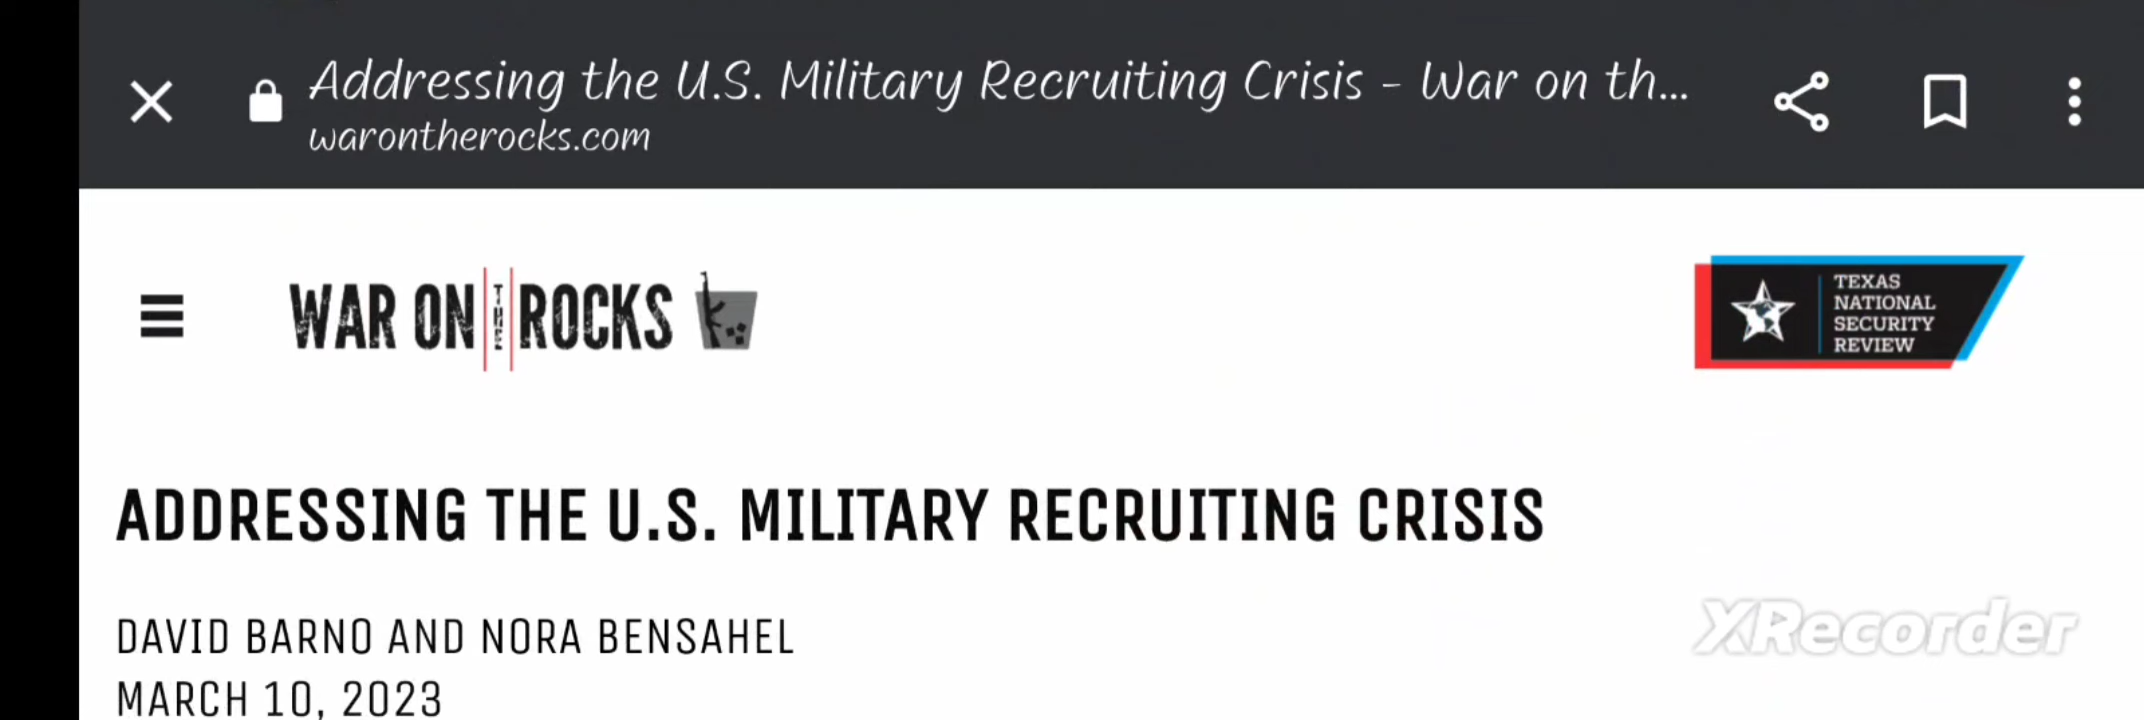 Addressing the U.S. Military Recruiting Crisis - War on th...
warontherocks.com
WAR ON THE ROCKS
TEXAS
NATIONAL
SECURITY
REVIEW
ADDRESSING THE U.S. MILITARY RECRUITING CRISIS
DAVID BARNO AND NORA BENSAHEL
MARCH 10, 2023
XRecorder